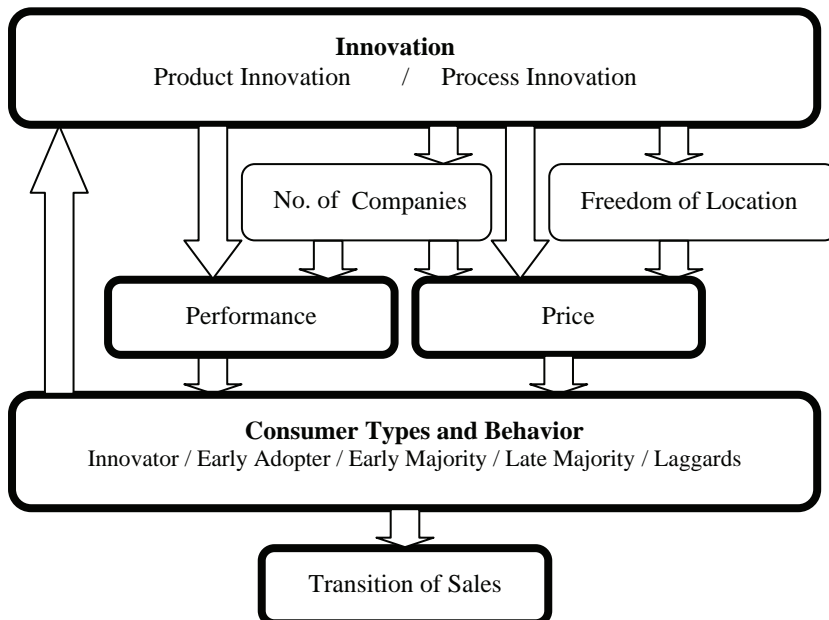 Innovation
Product Innovation / Process Innovation
No. of Companies
Freedom of Location
Performance
Price
Consumer Types and Behavior
Innovator / Early Adopter / Early Majority / Late Majority / Laggards
Transition of Sales